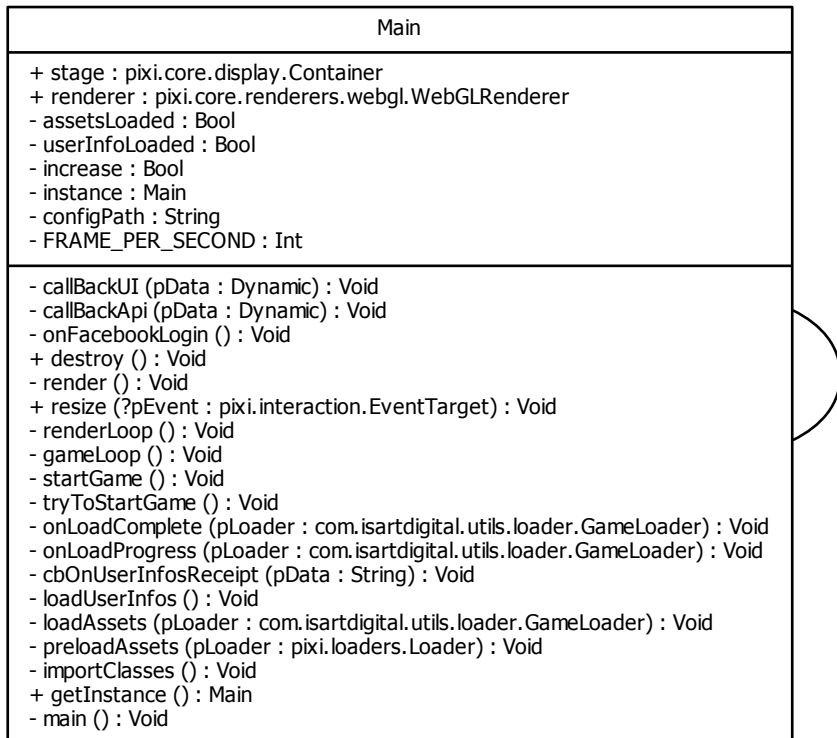 Main
+ stage : pixi.core.display.Container
+ renderer : pixi.core.renderers.webgl.WebGLRenderer
- assetsLoaded : Bool
- userInfoLoaded : Bool
- increase : Bool
- instance : Main
- configPath : String
- FRAME_PER_SECOND : Int
- callBackUI (pData : Dynamic) : Void
- callBackApi (pData : Dynamic) : Void
- onFacebookLogin () : Void
+ destroy () : Void
- render () : Void
+ resize (?pEvent : pixi.interaction.EventTarget) : Void
- renderLoop () : Void
- gameLoop () : Void
- startGame () : Void
- tryToStartGame () : Void
- onLoadComplete (pLoader : com.isartdigital.utils.loader.GameLoader) : Void
- onLoadProgress (pLoader : com.isartdigital.utils.loader.GameLoader) : Void
- cbOnUserInfosReceipt (pData : String) : Void
- loadUserInfos () : Void
- loadAssets (pLoader : com.isartdigital.utils.loader.GameLoader) : Void
- preloadAssets (pLoader : pixi.loaders.Loader) : Void
- importClasses () : Void
+ getInstance () : Main
- main () : Void